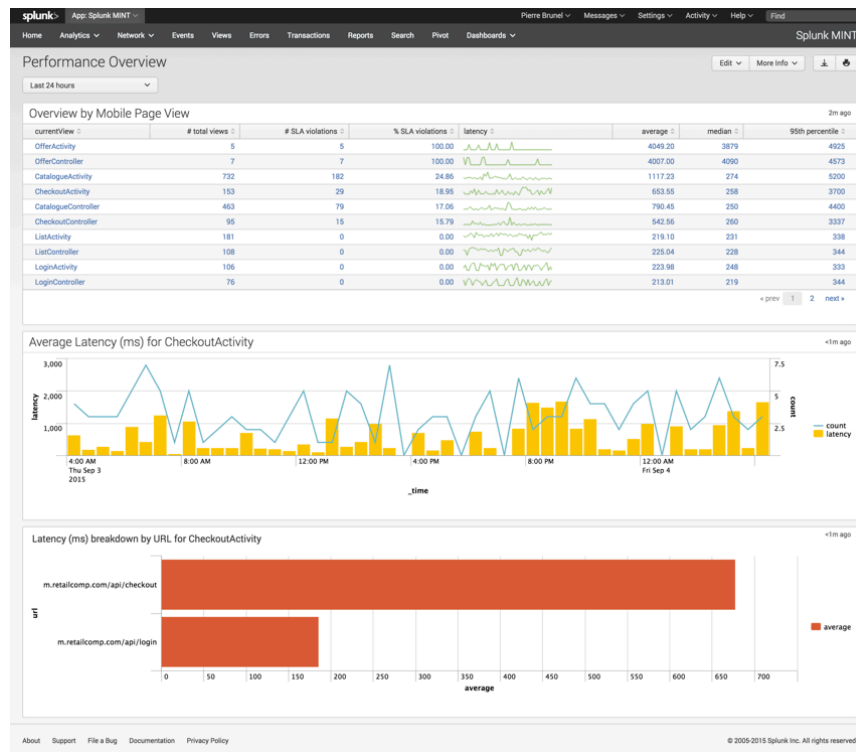 splunk> App: Splunk MINT Pierre Brunel Messages Settings Activity Help Find
Home Analytics Network Events Views Errors Transactions Reports Search Pivot Dashboards Splunk MINT
Performance Overview Edit More Info
Last 24 hours
Overview by Mobile Page View 2m ago
currentView # total views # SLA violations % SLA violations latency average median 95th percentile
OfferActivity 5 5 100.00 4049.20 3879 4925
OfferController 7 7 100.00 4007.00 4090 4573
CatalogueActivity 732 182 24.86 1117.23 274 5200
CheckoutActivity 153 29 18.95 653.55 258 3700
CatalogueController 463 79 17.06 790.45 250 4400
CheckoutController 95 15 15.79 542.56 260 3337
ListActivity 181 0 0.00 219.10 231 338
ListController 108 0 0.00 225.04 228 344
LoginActivity 106 0 0.00 223.98 248 333
LoginController 76 0 0.00 213.01 219 344
« prev 1 2 next »
Average Latency (ms) for CheckoutActivity <1m ago
3,000 7.5
2,000 5
1,000 2.5
latency
count
count
latency
4:00 AM 8:00 AM 12:00 PM 4:00 PM 8:00 PM 12:00 AM
Thu Sep 3 Fri Sep 4
2015
_time
Latency (ms) breakdown by URL for CheckoutActivity <1m ago
m.retailcomp.com/api/checkout
url
average
m.retailcomp.com/api/login
0 50 100 150 200 250 300 350 400 450 500 550 600 650 700
average
About Support File a Bug Documentation Privacy Policy © 2005-2015 Splunk Inc. All rights reserved